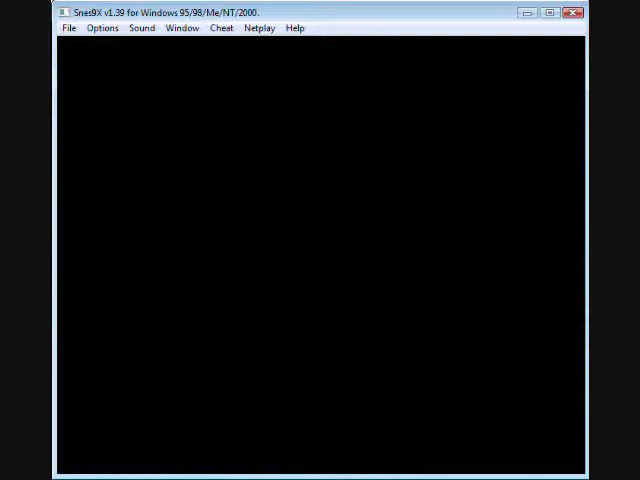 Snes9X v1.39 for Windows 95/98/Me/NT/2000.
File Options Sound Window Cheat Netplay Help